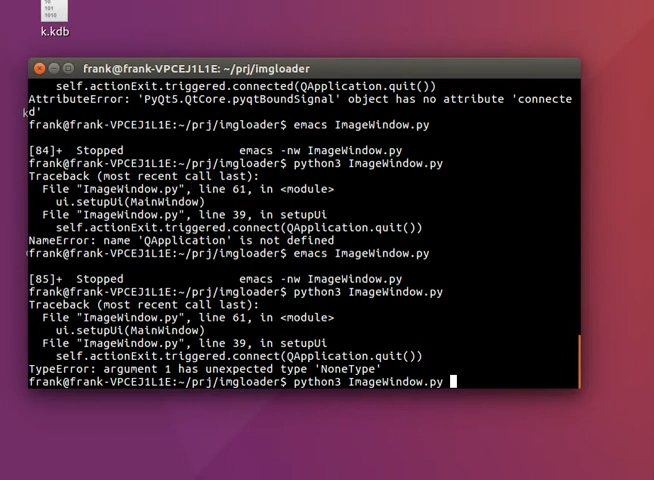 k.kdb
frank@frank-VPCEJ1L1E: ~/prj/imgloader
self.actionExit.triggered.connected(QApplication.quit())
AttributeError: 'PyQt5.QtCore.pyqtBoundSignal' object has no attribute 'connecte
d'
frank@frank-VPCEJ1L1E:~/prj/imgloader$ emacs ImageWindow.py
[84]+  Stopped                 emacs -nw ImageWindow.py
frank@frank-VPCEJ1L1E:~/prj/imgloader$ python3 ImageWindow.py
Traceback (most recent call last):
File "ImageWindow.py", line 61, in <module>
ui.setupUi(MainWindow)
File "ImageWindow.py", line 39, in setupUi
self.actionExit.triggered.connect(QApplication.quit())
NameError: name 'QApplication' is not defined
frank@frank-VPCEJ1L1E:~/prj/imgloader$ emacs ImageWindow.py
[85]+  Stopped                 emacs -nw ImageWindow.py
frank@frank-VPCEJ1L1E:~/prj/imgloader$ python3 ImageWindow.py
Traceback (most recent call last):
File "ImageWindow.py", line 61, in <module>
ui.setupUi(MainWindow)
File "ImageWindow.py", line 39, in setupUi
self.actionExit.triggered.connect(QApplication.quit())
TypeError: argument 1 has unexpected type 'NoneType'
frank@frank-VPCEJ1L1E:~/prj/imgloader$ python3 ImageWindow.py